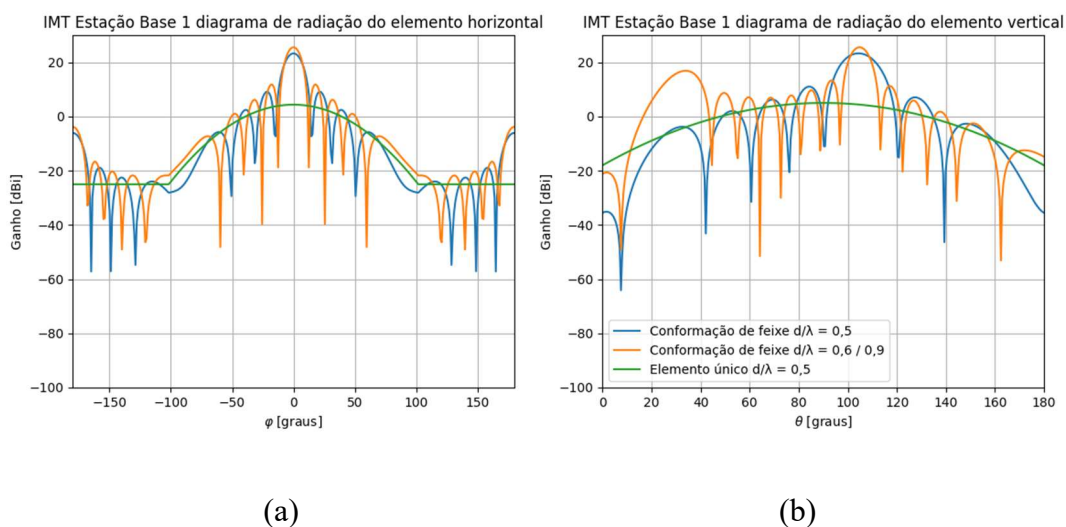 IMT Estação Base 1 diagrama de radiação do elemento horizontal
20
0
−20
−40
−60
−80
−100
Ganho [dBi]
−150 −100 −50 0 50 100 150
φ [graus]
(a)
IMT Estação Base 1 diagrama de radiação do elemento vertical
20
0
−20
−40
−60
−80
−100
Ganho [dBi]
Conformação de feixe d/λ = 0,5
Conformação de feixe d/λ = 0,6 / 0,9
Elemento único d/λ = 0,5
0 20 40 60 80 100 120 140 160 180
θ [graus]
(b)